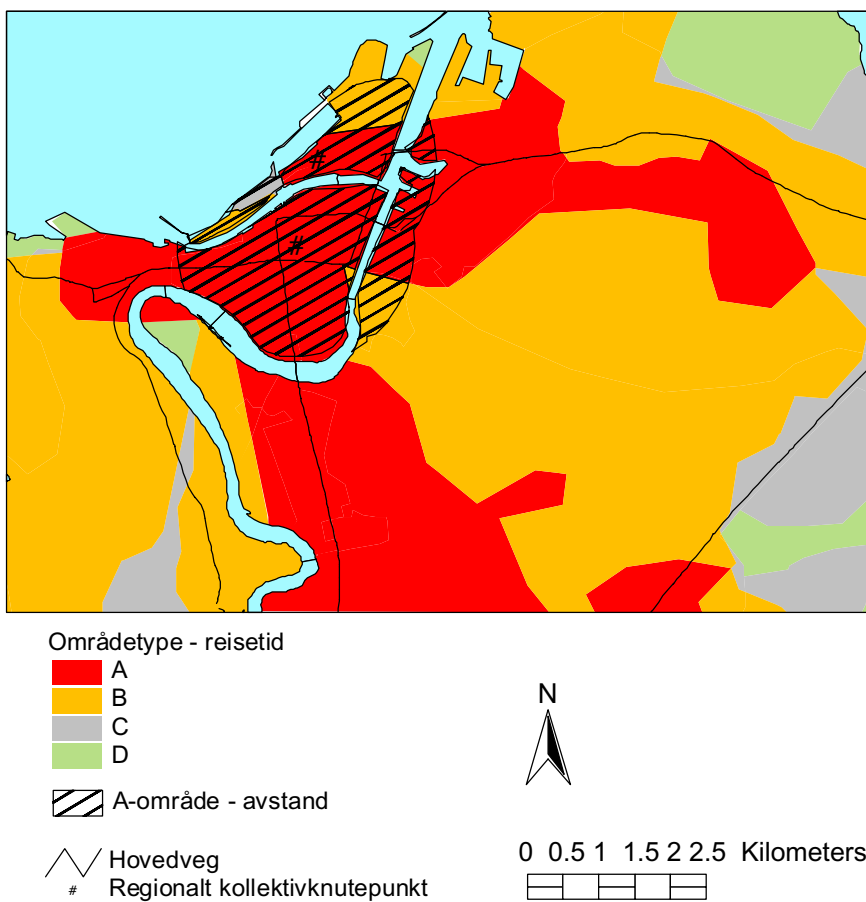 #
#
Områdetype - reisetid
A
B
C
D
A-område - avstand
Hovedveg
# Regionalt kollektivknutepunkt
N
0 0.5 1 1.5 2 2.5 Kilometers